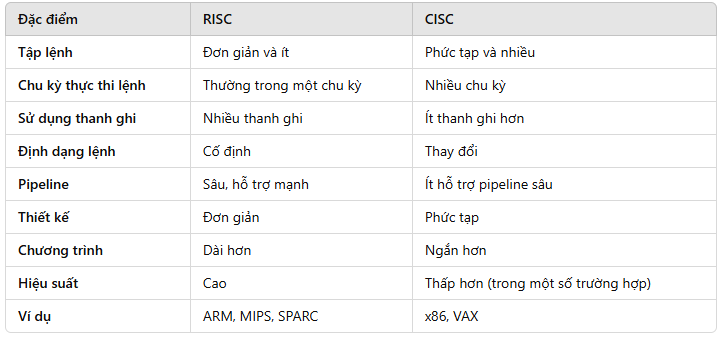 Đặc điểm RISC CISC
Tập lệnh Đơn giản và ít Phức tạp và nhiều
Chu kỳ thực thi lệnh Thường trong một chu kỳ Nhiều chu kỳ
Sử dụng thanh ghi Nhiều thanh ghi Ít thanh ghi hơn
Định dạng lệnh Cố định Thay đổi
Pipeline Sâu, hỗ trợ mạnh Ít hỗ trợ pipeline sâu
Thiết kế Đơn giản Phức tạp
Chương trình Dài hơn Ngắn hơn
Hiệu suất Cao Thấp hơn (trong một số trường hợp)
Ví dụ ARM, MIPS, SPARC x86, VAX